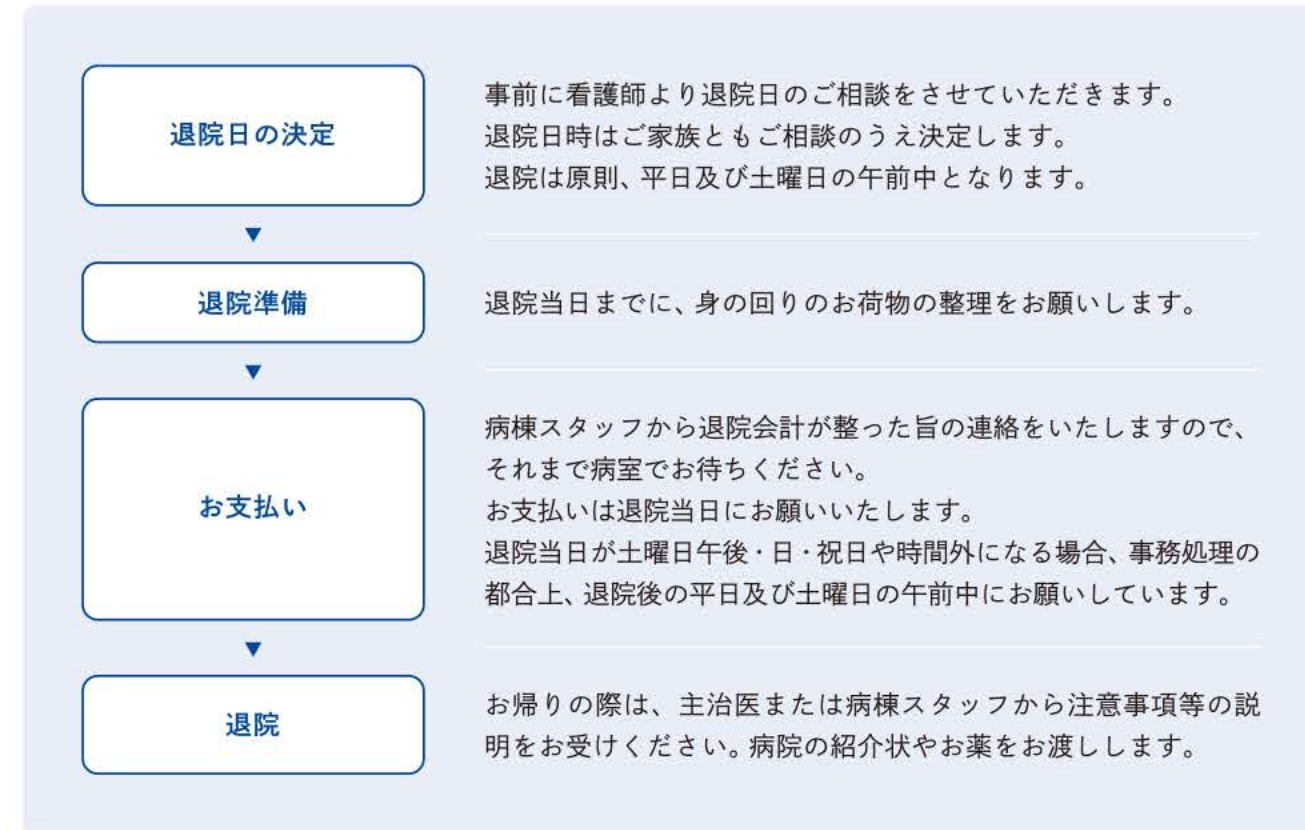 退院日の決定
事前に看護師より退院日のご相談をさせていただきます。
退院日時はご家族ともご相談のうえ決定します。
退院は原則、平日及び土曜日の午前中となります。
▼
退院準備
退院当日までに、身の回りのお荷物の整理をお願いします。
▼
お支払い
病棟スタッフから退院会計が整った旨の連絡をいたしますので、
それまで病室でお待ちください。
お支払いは退院当日にお願いいたします。
退院当日が土曜日午後・日・祝日や時間外になる場合、事務処理の
都合上、退院後の平日及び土曜日の午前中にお願いしています。
▼
退院
お帰りの際は、主治医または病棟スタッフから注意事項等の説
明をお受けください。病院の紹介状やお薬をお渡しします。